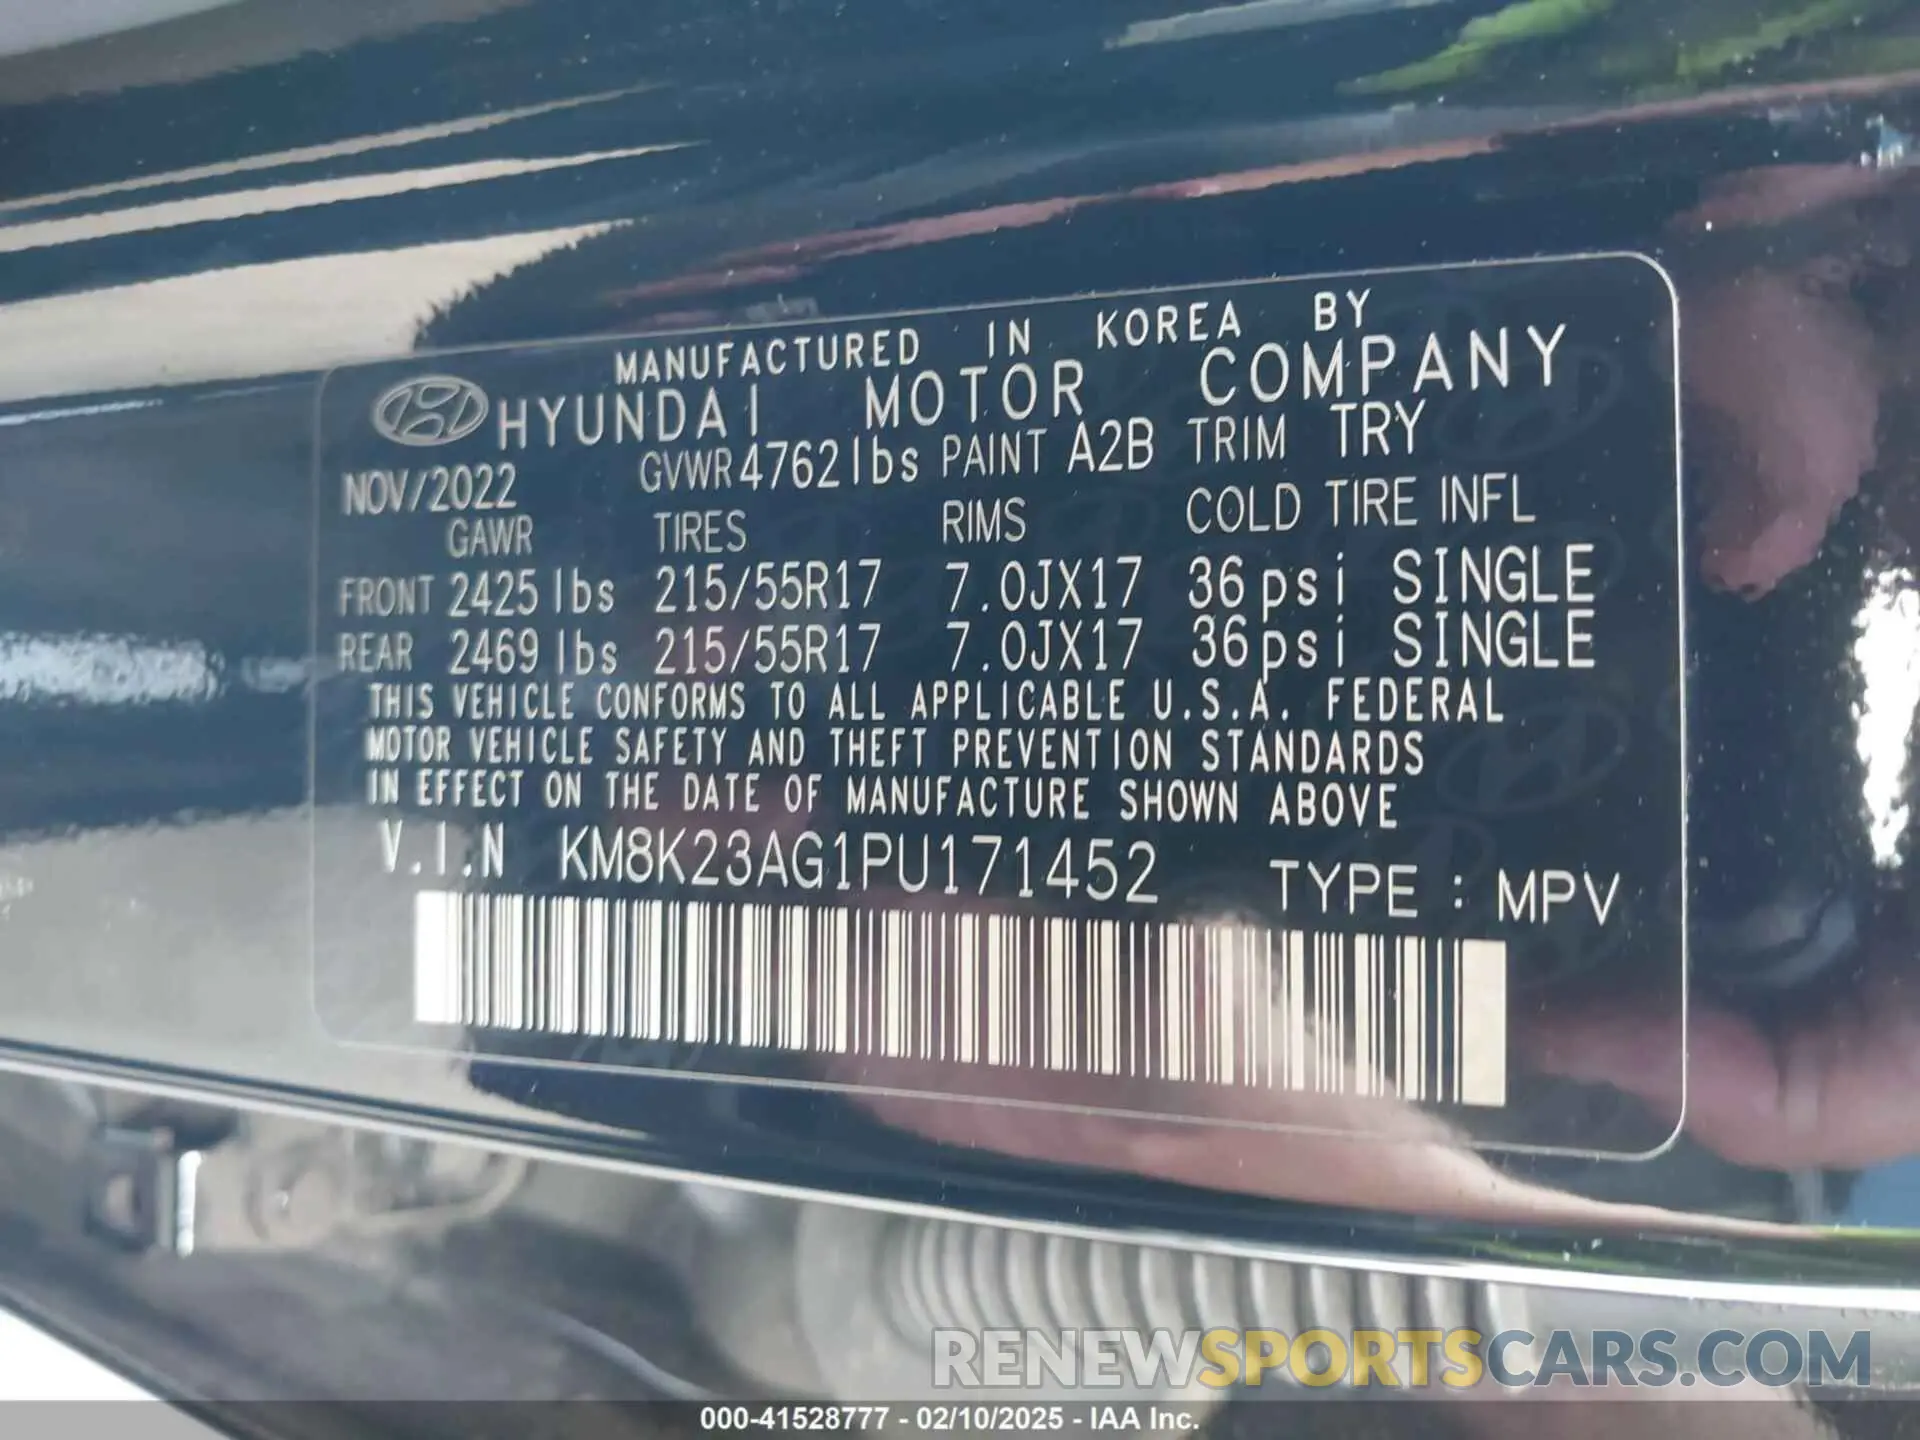 MANUFACTURED IN KOREA BY
HYUNDAI MOTOR COMPANY
NOV/2022 GVWR 4762 lbs PAINT A2B TRIM TRY
GAWR TIRES RIMS COLD TIRE INFL
FRONT 2425 lbs 215/55R17 7.0JX17 36psi SINGLE
REAR 2469 lbs 215/55R17 7.0JX17 36psi SINGLE
THIS VEHICLE CONFORMS TO ALL APPLICABLE U.S.A. FEDERAL
MOTOR VEHICLE SAFETY AND THEFT PREVENTION STANDARDS
IN EFFECT ON THE DATE OF MANUFACTURE SHOWN ABOVE
V.I.N KM8K23AG1PU171452 TYPE : MPV
RENEWSPORTSCARS.COM
000-41528777 - 02/10/2025 - IAA Inc.